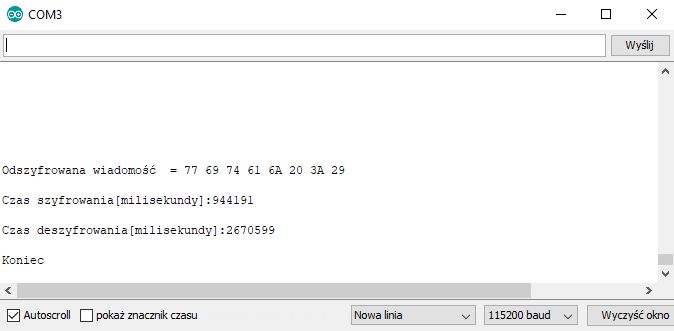 COM3
Wyślij
Odszyfrowana wiadomość  = 77 69 74 61 6A 20 3A 29
Czas szyfrowania[milisekundy]:944191
Czas deszyfrowania[milisekundy]:2670599
Koniec
Autoscroll pokaż znacznik czasu Nowa linia 115200 baud Wyczyść okno